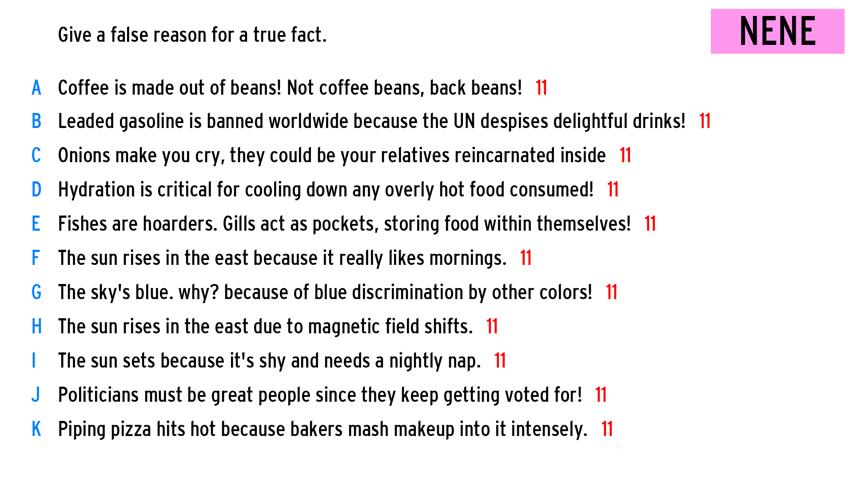 Give a false reason for a true fact.
NENE
A Coffee is made out of beans! Not coffee beans, back beans! 11
B Leaded gasoline is banned worldwide because the UN despises delightful drinks! 11
C Onions make you cry, they could be your relatives reincarnated inside 11
D Hydration is critical for cooling down any overly hot food consumed! 11
E Fishes are hoarders. Gills act as pockets, storing food within themselves! 11
F The sun rises in the east because it really likes mornings. 11
G The sky's blue. why? because of blue discrimination by other colors! 11
H The sun rises in the east due to magnetic field shifts. 11
I The sun sets because it's shy and needs a nightly nap. 11
J Politicians must be great people since they keep getting voted for! 11
K Piping pizza hits hot because bakers mash makeup into it intensely. 11